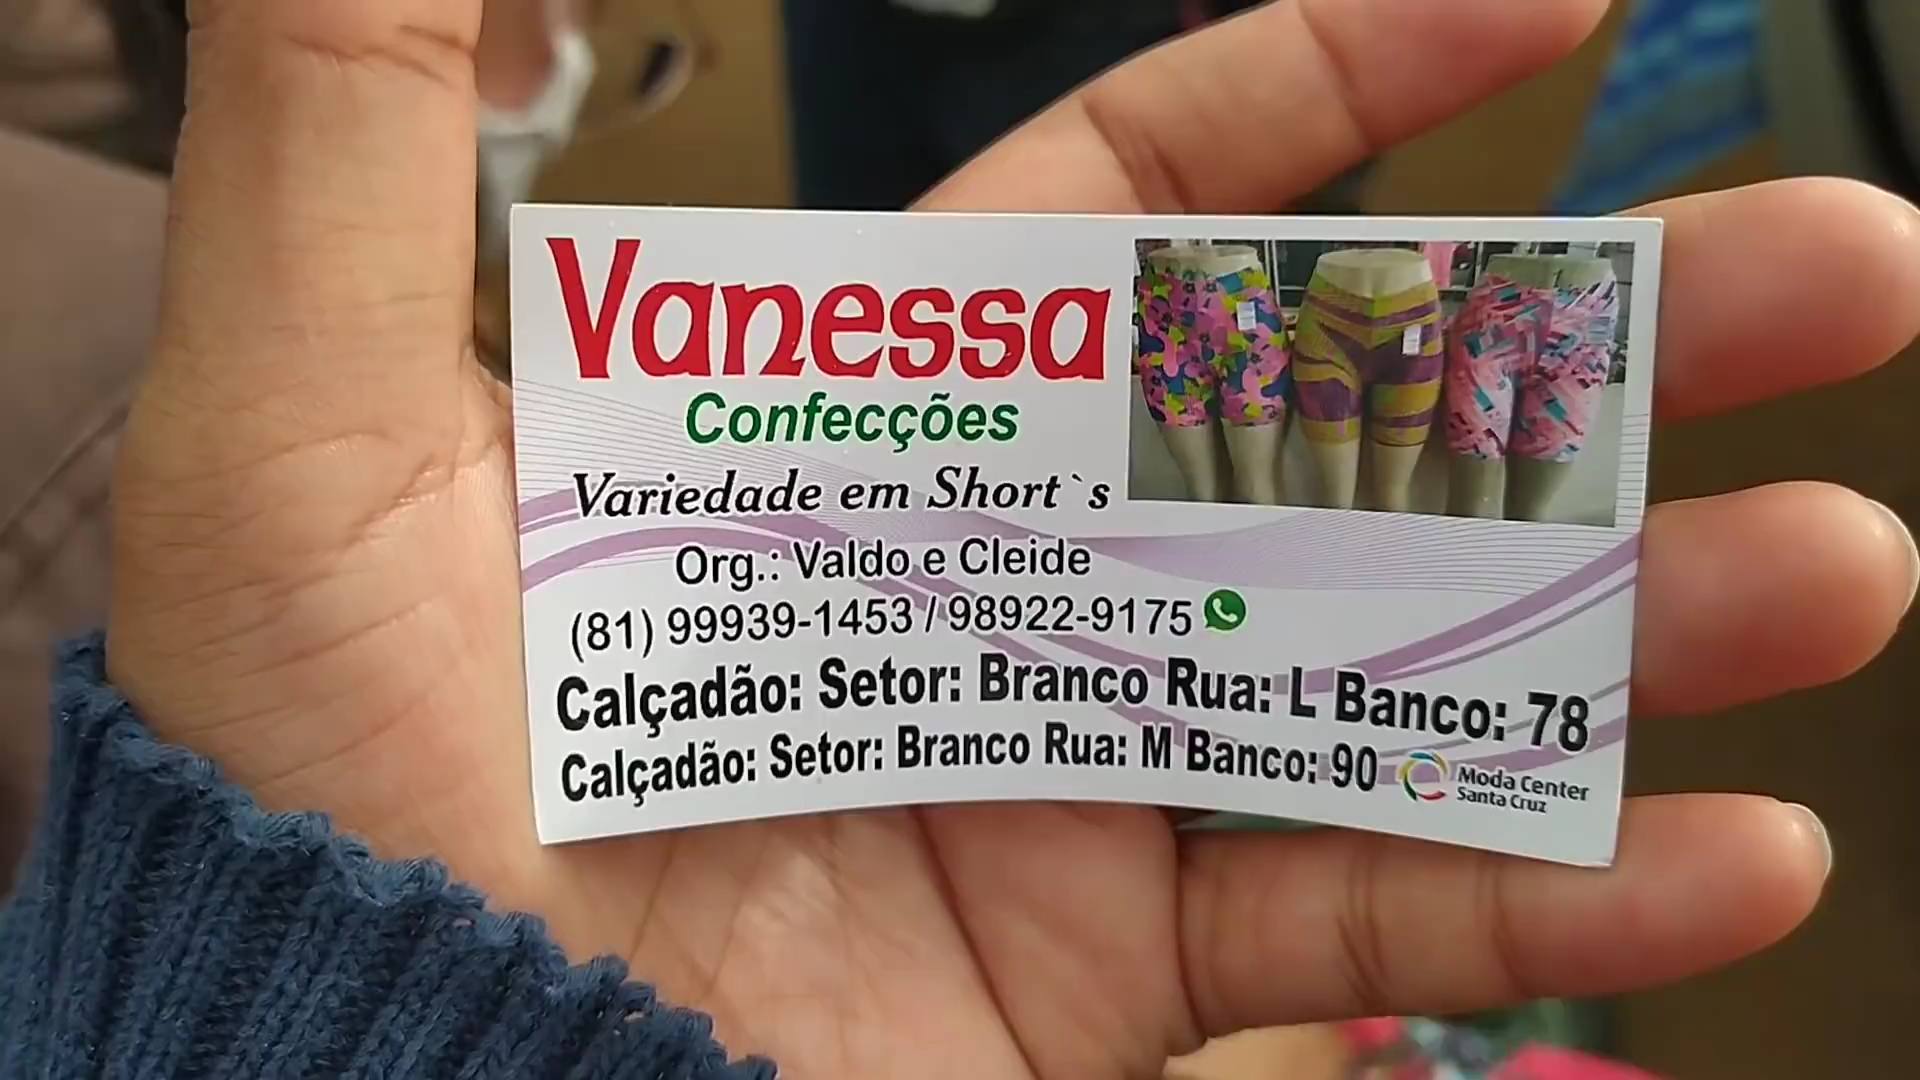 Vanessa
Confecções
Variedade em Short`s
Org.: Valdo e Cleide
(81) 99939-1453 / 98922-9175
Calçadão: Setor: Branco Rua: L Banco: 78
Calçadão: Setor: Branco Rua: M Banco: 90
Moda Center
Santa Cruz